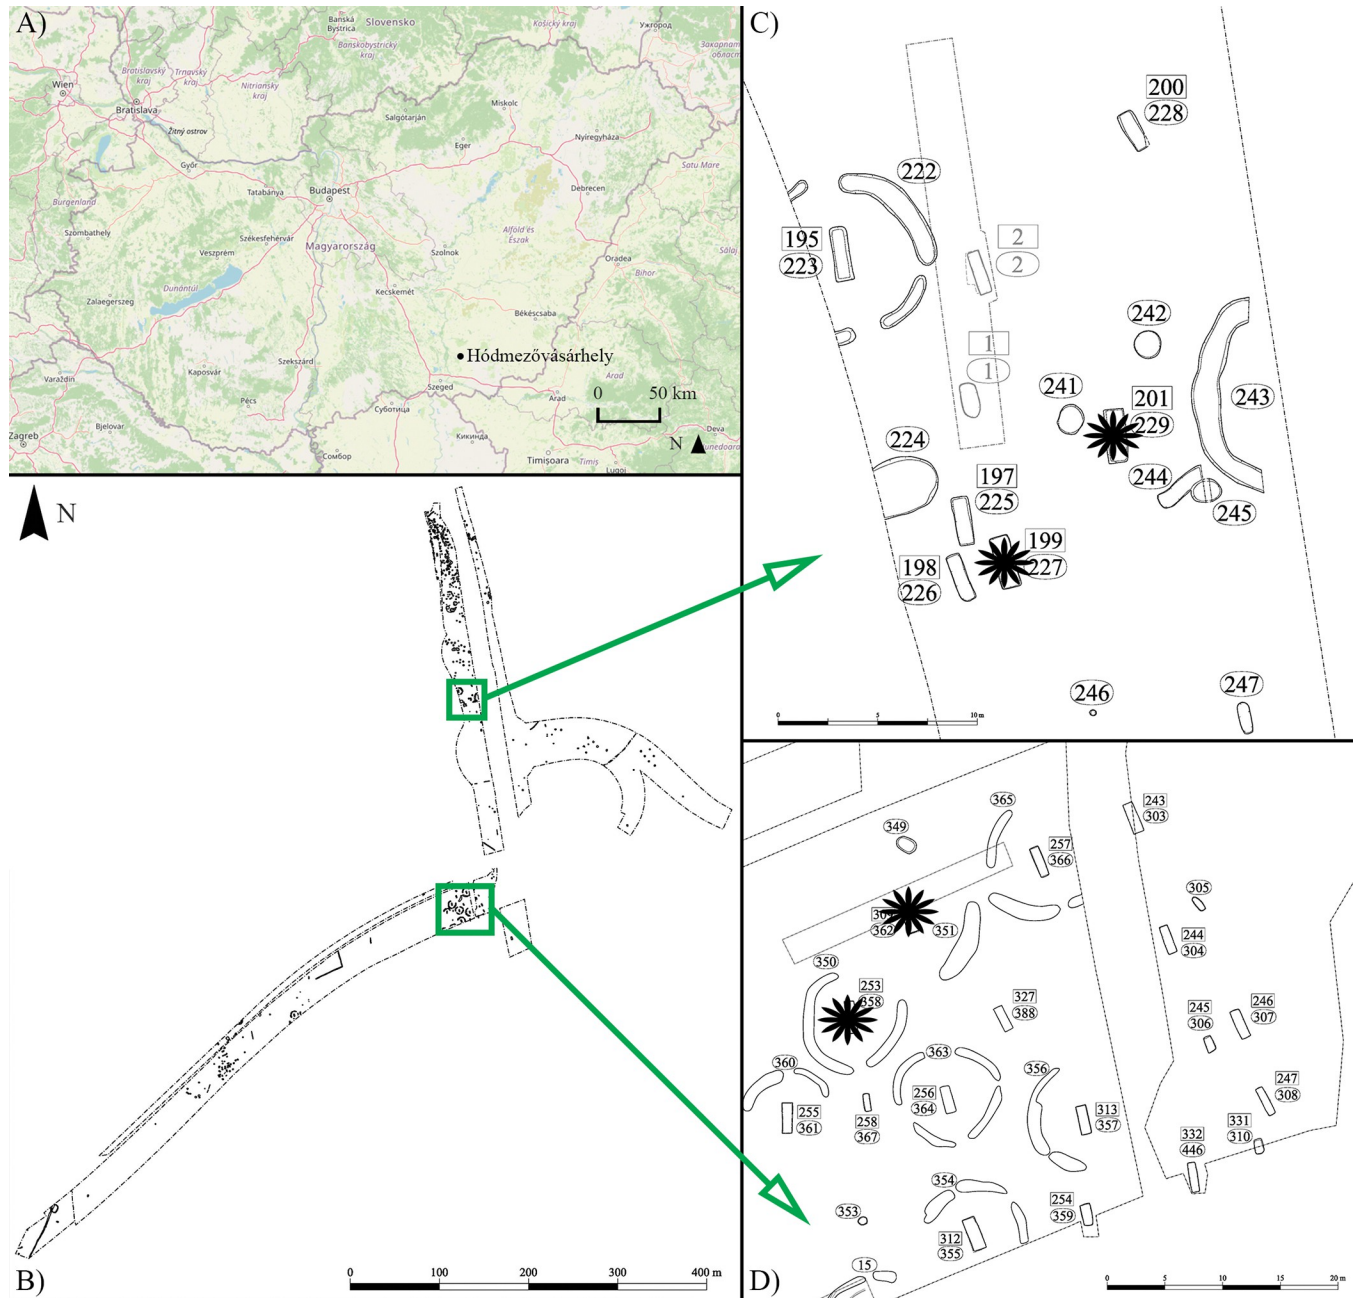 A)
Slovensko
Banská
Bystrica
Banskobystrický
kraj
Košický kraj
Ужгород
Закарпат
област
Wien
Bratislavský
kraj
Trnavský
kraj
Nitriansky
kraj
Bratislava
Žitný ostrov
Salgótarján
Miskolc
Nyíregyháza
Eger
Satu Mare
Győr
Tatabánya
Budapest
Debrecen
Burgenland
Szombathely
Székesfehérvár
Magyarország
Alföld és
Észak
Veszprém
Szolnok
Oradea
Sălaj
Bihor
Dunántúl
Zalaegerszeg
Kecskemét
Békéscsaba
Hódmezővásárhely
Szekszárd
Kaposvár
Varaždin
Szeged
Arad
Pécs
Суботица
Arad
0 50 km
Bjelovar
Кикинда
Deva
Hunedoara
Zagreb
Сомбор
Timișoara
Timiș
Lugoj
N
N
B)
0 100 200 300 400 m
C)
200
228
222
195
223
2
2
242
1
1
241
201
229
243
224
244
197
225
245
199
227
198
226
246
247
0 5 10 m
365
243
303
349
257
366
305
362
351
244
304
350
253
358
327
388
245
306
246
307
360
363
356
256
364
247
308
255
361
258
367
313
357
331
310
332
446
354
254
359
353
312
355
15
D)
0 5 10 15 20 m